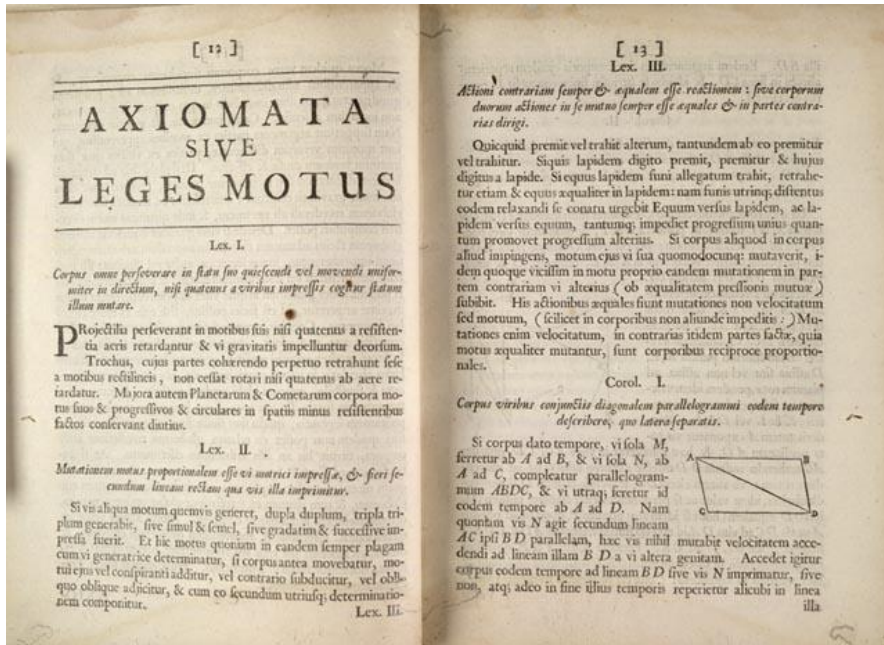 [ 12 ]
AXIOMATA
SIVE
LEGES MOTUS
Lex. I.
Corpus omne perseverare in statu suo quiescendi vel movendi unifor-
miter in directum, nisi quatenus a viribus impressis cogitur statum
illum mutare.
PRojectilia perseverant in motibus suis nisi quatenus a resisten-
tia aeris retardantur & vi gravitatis impelluntur deorsum.
Trochus, cujus partes cohærendo perpetuo retrahunt sese
a motibus rectilineis, non cessat rotari nisi quatenus ab aere re-
tardatur. Majora autem Planetarum & Cometarum corpora mo-
tus suos & progressivos & circulares in spatiis minus resistentibus
factos conservant diutius.
Lex. II.
Mutationem motus proportionalem esse vi motrici impressæ, & fieri se-
cundum lineam rectam qua vis illa imprimitur.
Si vis aliqua motum quemvis generet, dupla duplum, tripla tri-
plum generabit, sive simul & semel, sive gradatim & successive im-
pressa fuerit. Et hic motus quoniam in eandem semper plagam
cum vi generatrice determinatur, si corpus antea movebatur, mo-
tui ejus vel conspiranti additur, vel contrario subducitur, vel obli-
quo oblique adjicitur, & cum eo secundum utriusq; determinatio-
nem componitur.
Lex. III.
[ 13 ]
Lex. III.
Actioni contrariam semper & æqualem esse reactionem: sive corporum
duorum actiones in se mutuo semper esse æquales & in partes contra-
rias dirigi.
Quicquid premit vel trahit alterum, tantundem ab eo premitur
vel trahitur. Siquis lapidem digito premit, premitur & hujus
digitus a lapide. Si equus lapidem funi allegatum trahit, retrahe-
tur etiam & equus æqualiter in lapidem: nam funis utrinq; distentus
eodem relaxandi se conatu urgebit Equum versus lapidem, ac la-
pidem versus equum, tantumq; impediet progressum unius quan-
tum promovet progressum alterius. Si corpus aliquod in corpus
aliud impingens, motum ejus vi sua quomodocunq: mutaverit, i-
dem quoque vicissim in motu proprio eandem mutationem in par-
tem contrariam vi alterius (ob æqualitatem pressionis mutuæ)
subibit. His actionibus æquales fiunt mutationes non velocitatum
sed motuum, (scilicet in corporibus non aliunde impeditis:) Mu-
tationes enim velocitatum, in contrarias itidem partes factæ, quia
motus æqualiter mutantur, sunt corporibus reciproce proportio-
nales.
Corol. I.
Corpus viribus conjunctis diagonalem parallelogrammi eodem tempore
describere, quo latera separatis.
Si corpus dato tempore, vi sola M,
ferretur ab A ad B, & vi sola N, ab
A ad C, compleatur parallelogram-
mum ABDC, & vi utraq; feretur id
eodem tempore ab A ad D. Nam
quoniam vis N agit secundum lineam
AC ipsi BD parallelam, hæc vis nihil mutabit velocitatem acce-
dendi ad lineam illam BD a vi altera genitam. Accedet igitur
corpus eodem tempore ad lineam BD sive vis N imprimatur, sive
non, atq; adeo in fine illius temporis reperietur alicubi in linea
illa
A B
C D